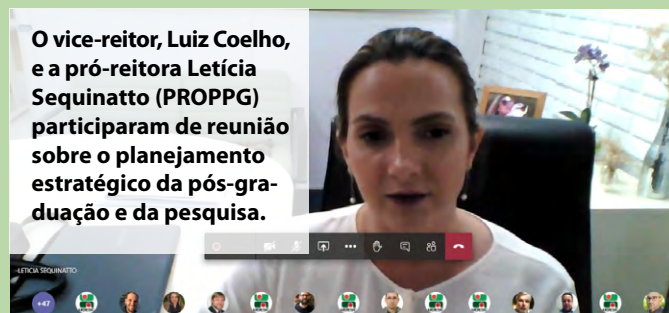 O vice-reitor, Luiz Coelho,
e a pró-reitora Letícia
Sequinatto (PROPPG)
participaram de reunião
sobre o planejamento
estratégico da pós-gra-
duação e da pesquisa.
LETICIA SEQUINATTO
+47